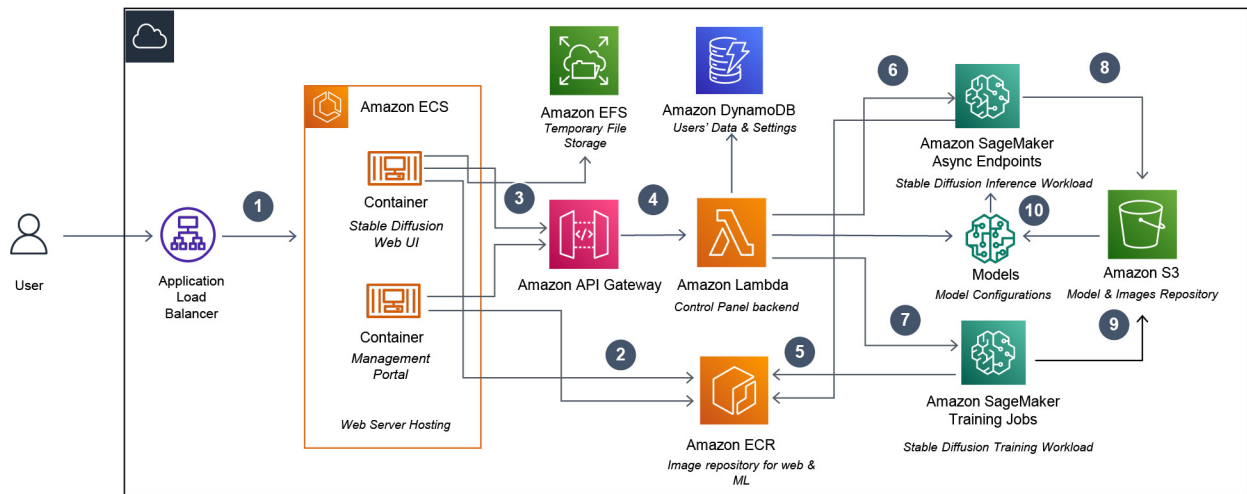 Amazon ECS
Container
Stable Diffusion
Web UI
Container
Management
Portal
Web Server Hosting
User
Application
Load
Balancer
1
Amazon EFS
Temporary File
Storage
Amazon DynamoDB
Users' Data & Settings
3
Amazon API Gateway
4
Amazon Lambda
Control Panel backend
2
5
Amazon ECR
Image repository for web &
ML
6
Amazon SageMaker
Async Endpoints
Stable Diffusion Inference Workload
8
10
Models
Model Configurations
Amazon S3
Model & Images Repository
7
9
Amazon SageMaker
Training Jobs
Stable Diffusion Training Workload